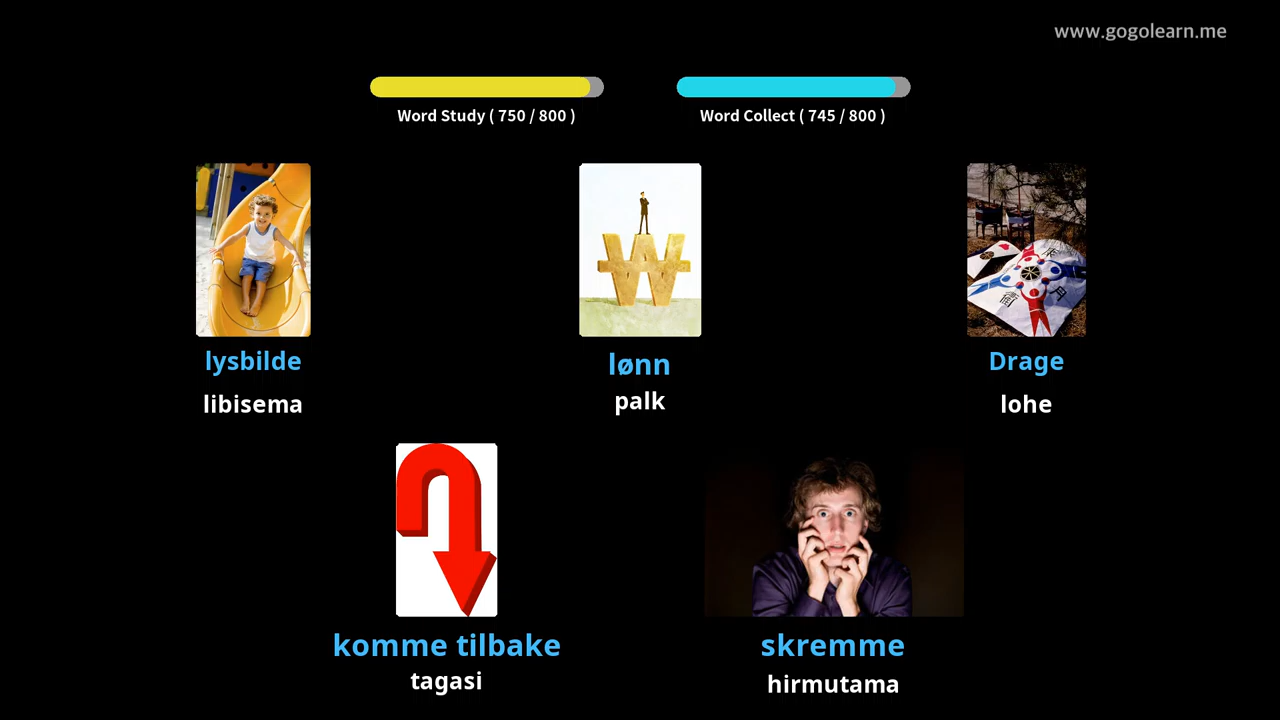 www.gogolearn.me
Word Study ( 750 / 800 )
Word Collect ( 745 / 800 )
lysbilde
libisema
lønn
palk
Drage
lohe
komme tilbake
tagasi
skremme
hirmutama